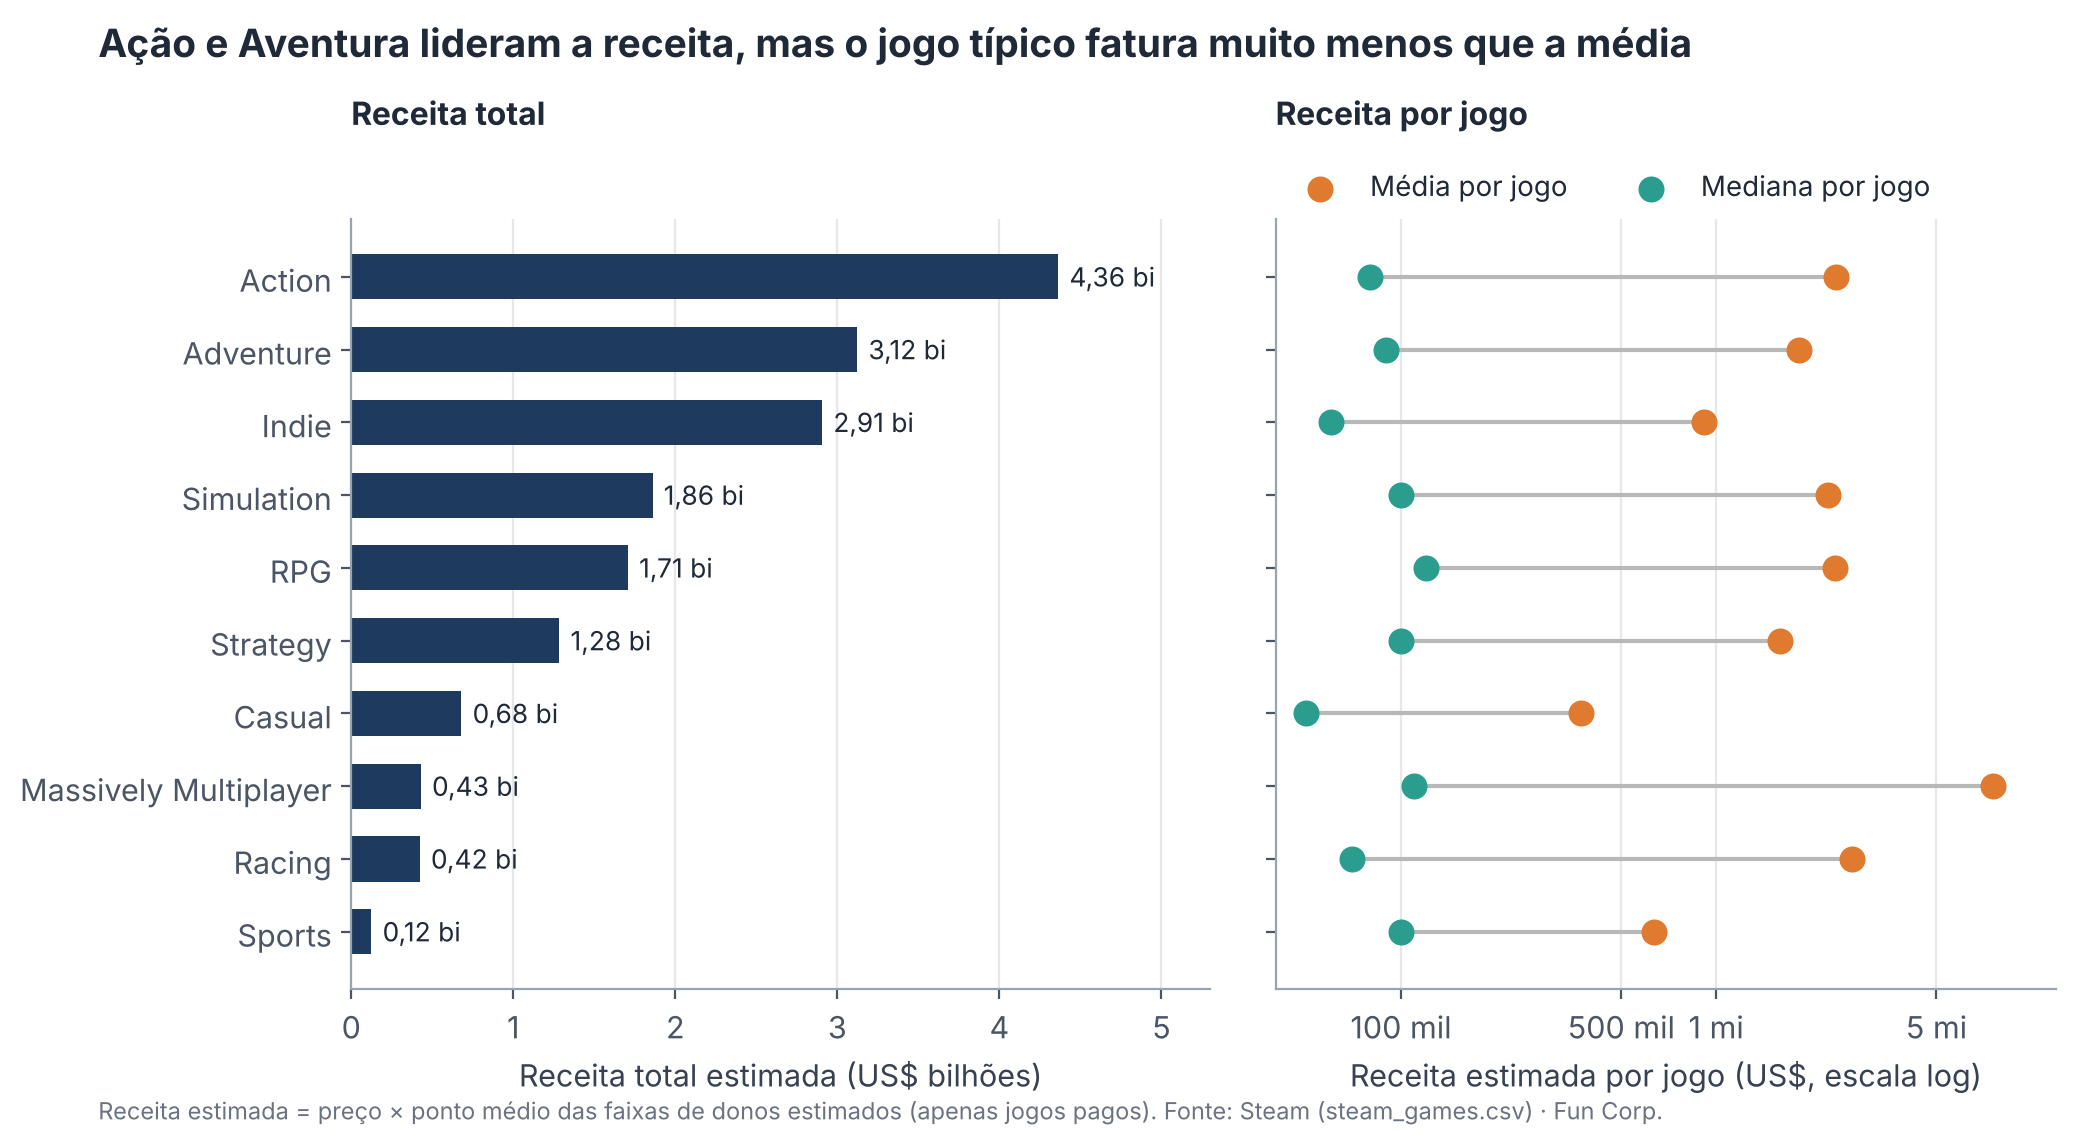 Ação e Aventura lideram a receita, mas o jogo típico fatura muito menos que a média
Receita total
Action
4,36 bi
Adventure
3,12 bi
Indie
2,91 bi
Simulation
1,86 bi
RPG
1,71 bi
Strategy
1,28 bi
Casual
0,68 bi
Massively Multiplayer
0,43 bi
Racing
0,42 bi
Sports
0,12 bi
0 1 2 3 4 5
Receita total estimada (US$ bilhões)
Receita por jogo
Média por jogo Mediana por jogo
100 mil 500 mil 1 mi 5 mi
Receita estimada por jogo (US$, escala log)
Receita estimada = preço × ponto médio das faixas de donos estimados (apenas jogos pagos). Fonte: Steam (steam_games.csv) · Fun Corp.